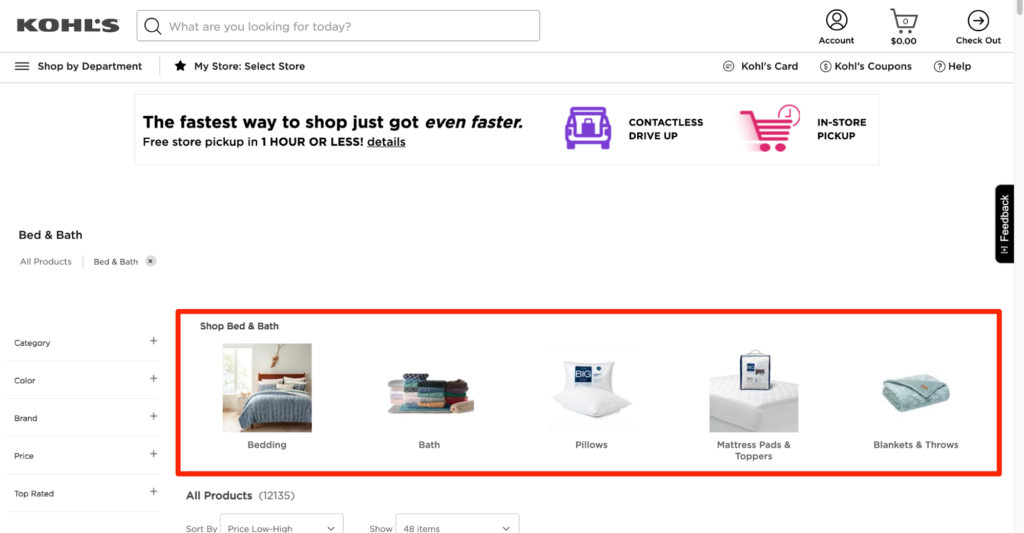 KOHL'S
What are you looking for today?
Account
0
$0.00
Check Out
Shop by Department
My Store: Select Store
Kohl's Card
$ Kohl's Coupons
? Help
The fastest way to shop just got even faster.
Free store pickup in 1 HOUR OR LESS! details
CONTACTLESS
DRIVE UP
IN-STORE
PICKUP
[+] Feedback
Bed & Bath
All Products
Bed & Bath
Category
Color
Brand
Price
Top Rated
Shop Bed & Bath
BIG
Bedding
Bath
Pillows
Mattress Pads &
Toppers
Blankets & Throws
All Products (12135)
Sort By Price Low-High
Show 48 items